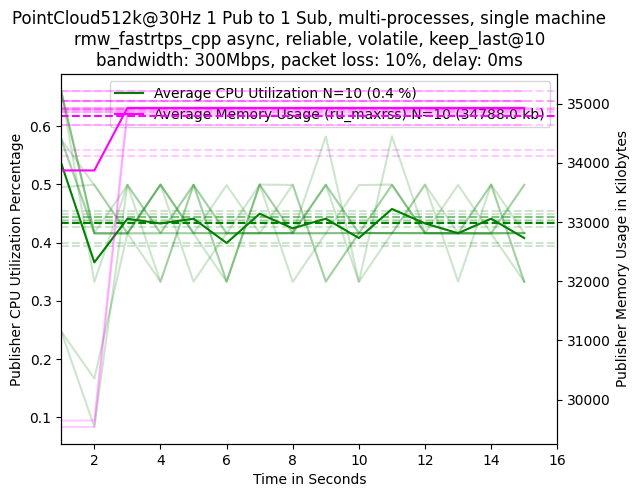 PointCloud512k@30Hz 1 Pub to 1 Sub, multi-processes, single machine
rmw_fastrtps_cpp async, reliable, volatile, keep_last@10
bandwidth: 300Mbps, packet loss: 10%, delay: 0ms
Average CPU Utilization N=10 (0.4 %)
Average Memory Usage (ru_maxrss) N=10 (34788.0 kb)
Publisher CPU Utilization Percentage
0.6
0.5
0.4
0.3
0.2
0.1
35000
34000
33000
32000
31000
30000
Publisher Memory Usage in Kilobytes
2 4 6 8 10 12 14 16
Time in Seconds